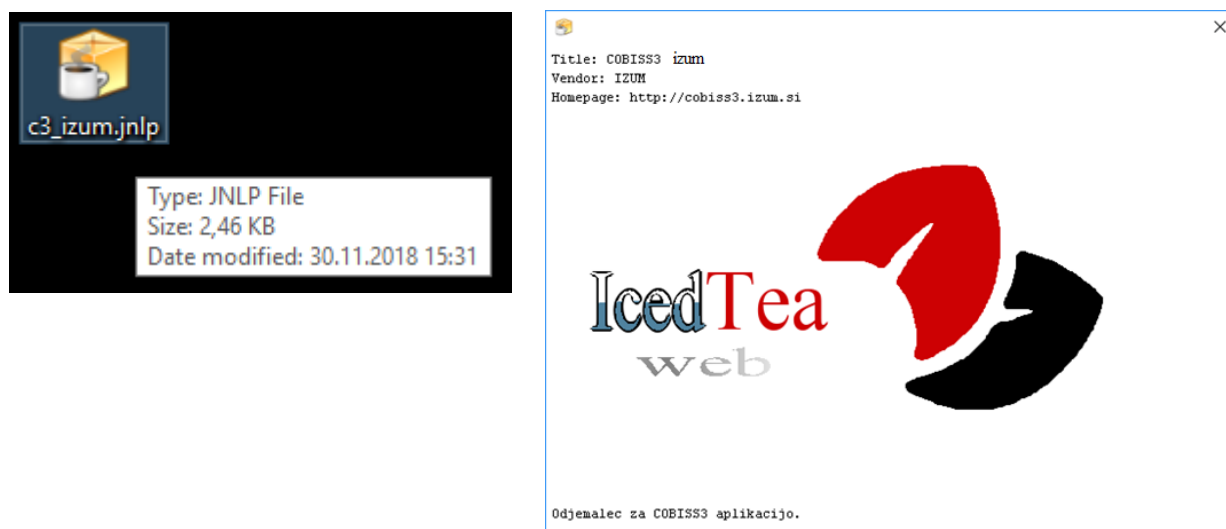 c3_izum.jnlp
Type: JNLP File
Size: 2,46 KB
Date modified: 30.11.2018 15:31
Title: COBISS3 izum
Vendor: IZUM
Homepage: http://cobiss3.izum.si
IcedTea
web
Odjemalec za COBISS3 aplikacijo.